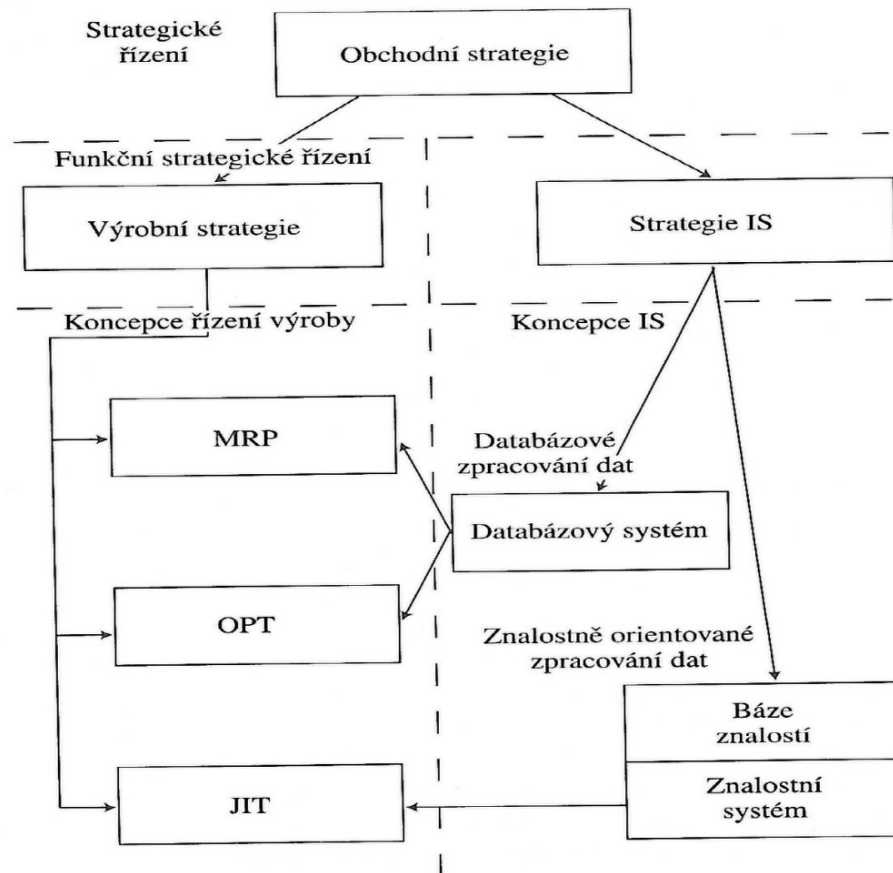 Strategické
řízení
Obchodní strategie
Funkční strategické řízení
Výrobní strategie
Strategie IS
Koncepce řízení výroby
Koncepce IS
MRP
Databázové
zpracování dat
Databázový systém
OPT
Znalostně orientované
zpracování dat
Báze
znalostí
JIT
Znalostní
systém